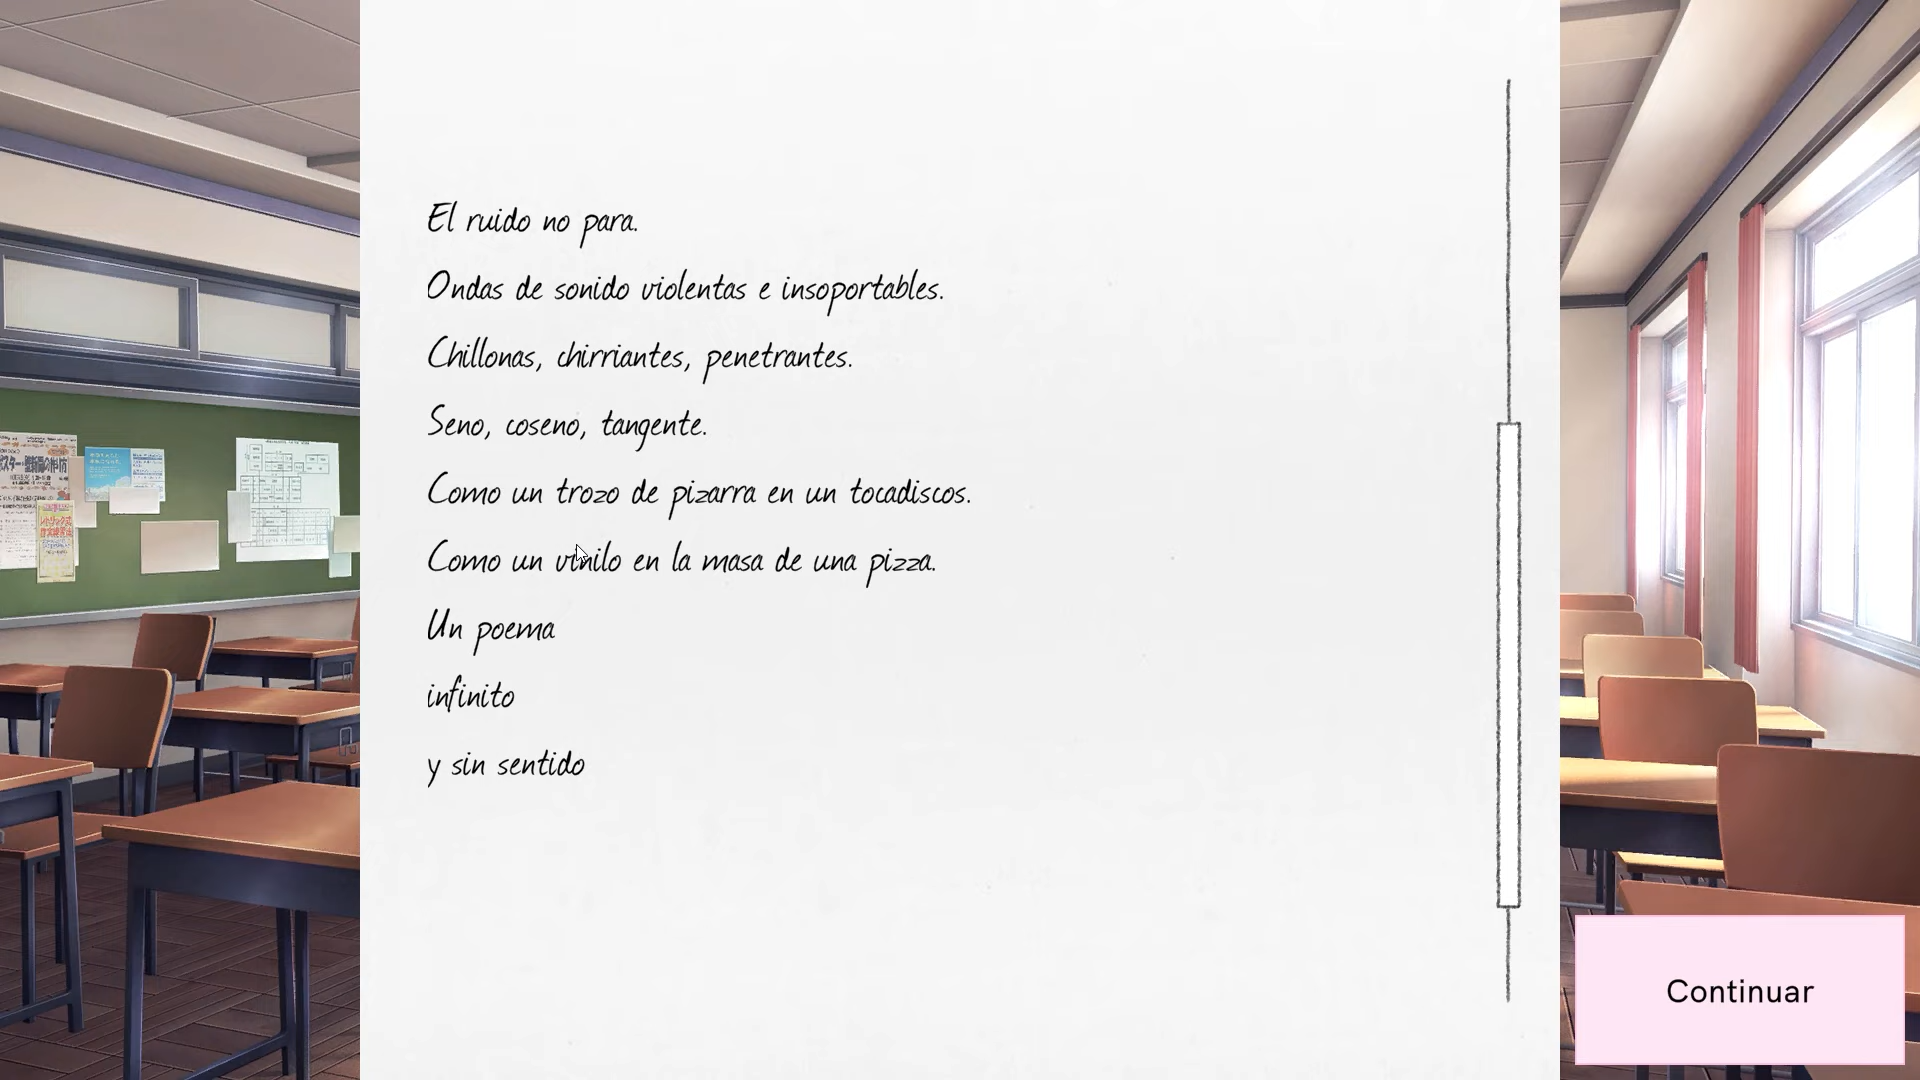 El ruido no para.
Ondas de sonido violentas e insoportables.
Chillonas, chirriantes, penetrantes.
Seno, coseno, tangente.
Como un trozo de pizarra en un tocadiscos.
Como un vinilo en la masa de una pizza.
Un poema
infinito
y sin sentido
Continuar